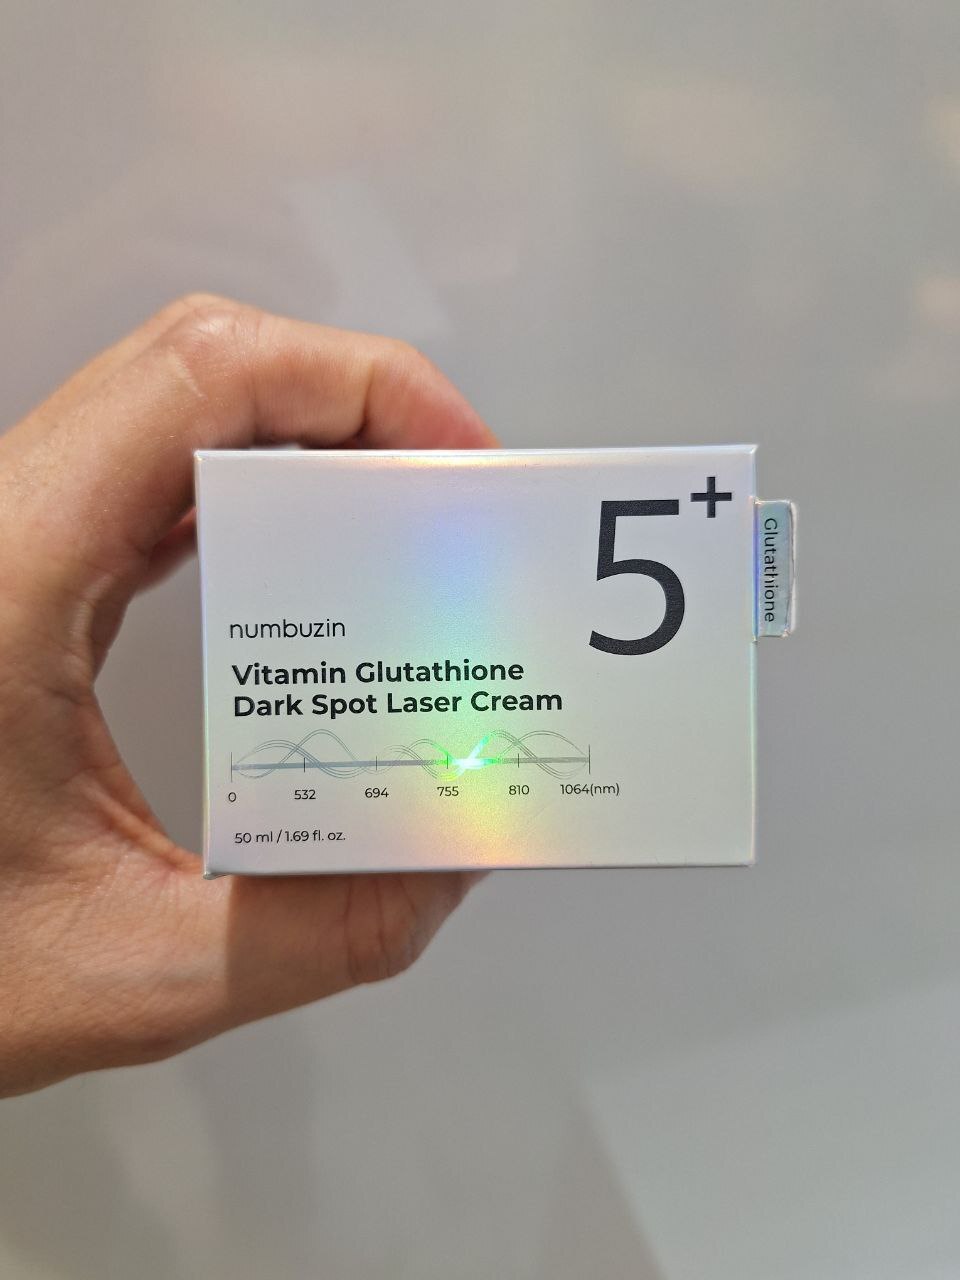 5+
Glutathione
numbuzin
Vitamin Glutathione
Dark Spot Laser Cream
0 532 694 755 810 1064(nm)
50 ml / 1.69 fl. oz.